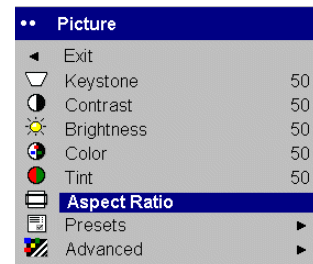 Picture
Exit
Keystone 50
Contrast 50
Brightness 50
Color 50
Tint 50
Aspect Ratio
Presets
Advanced